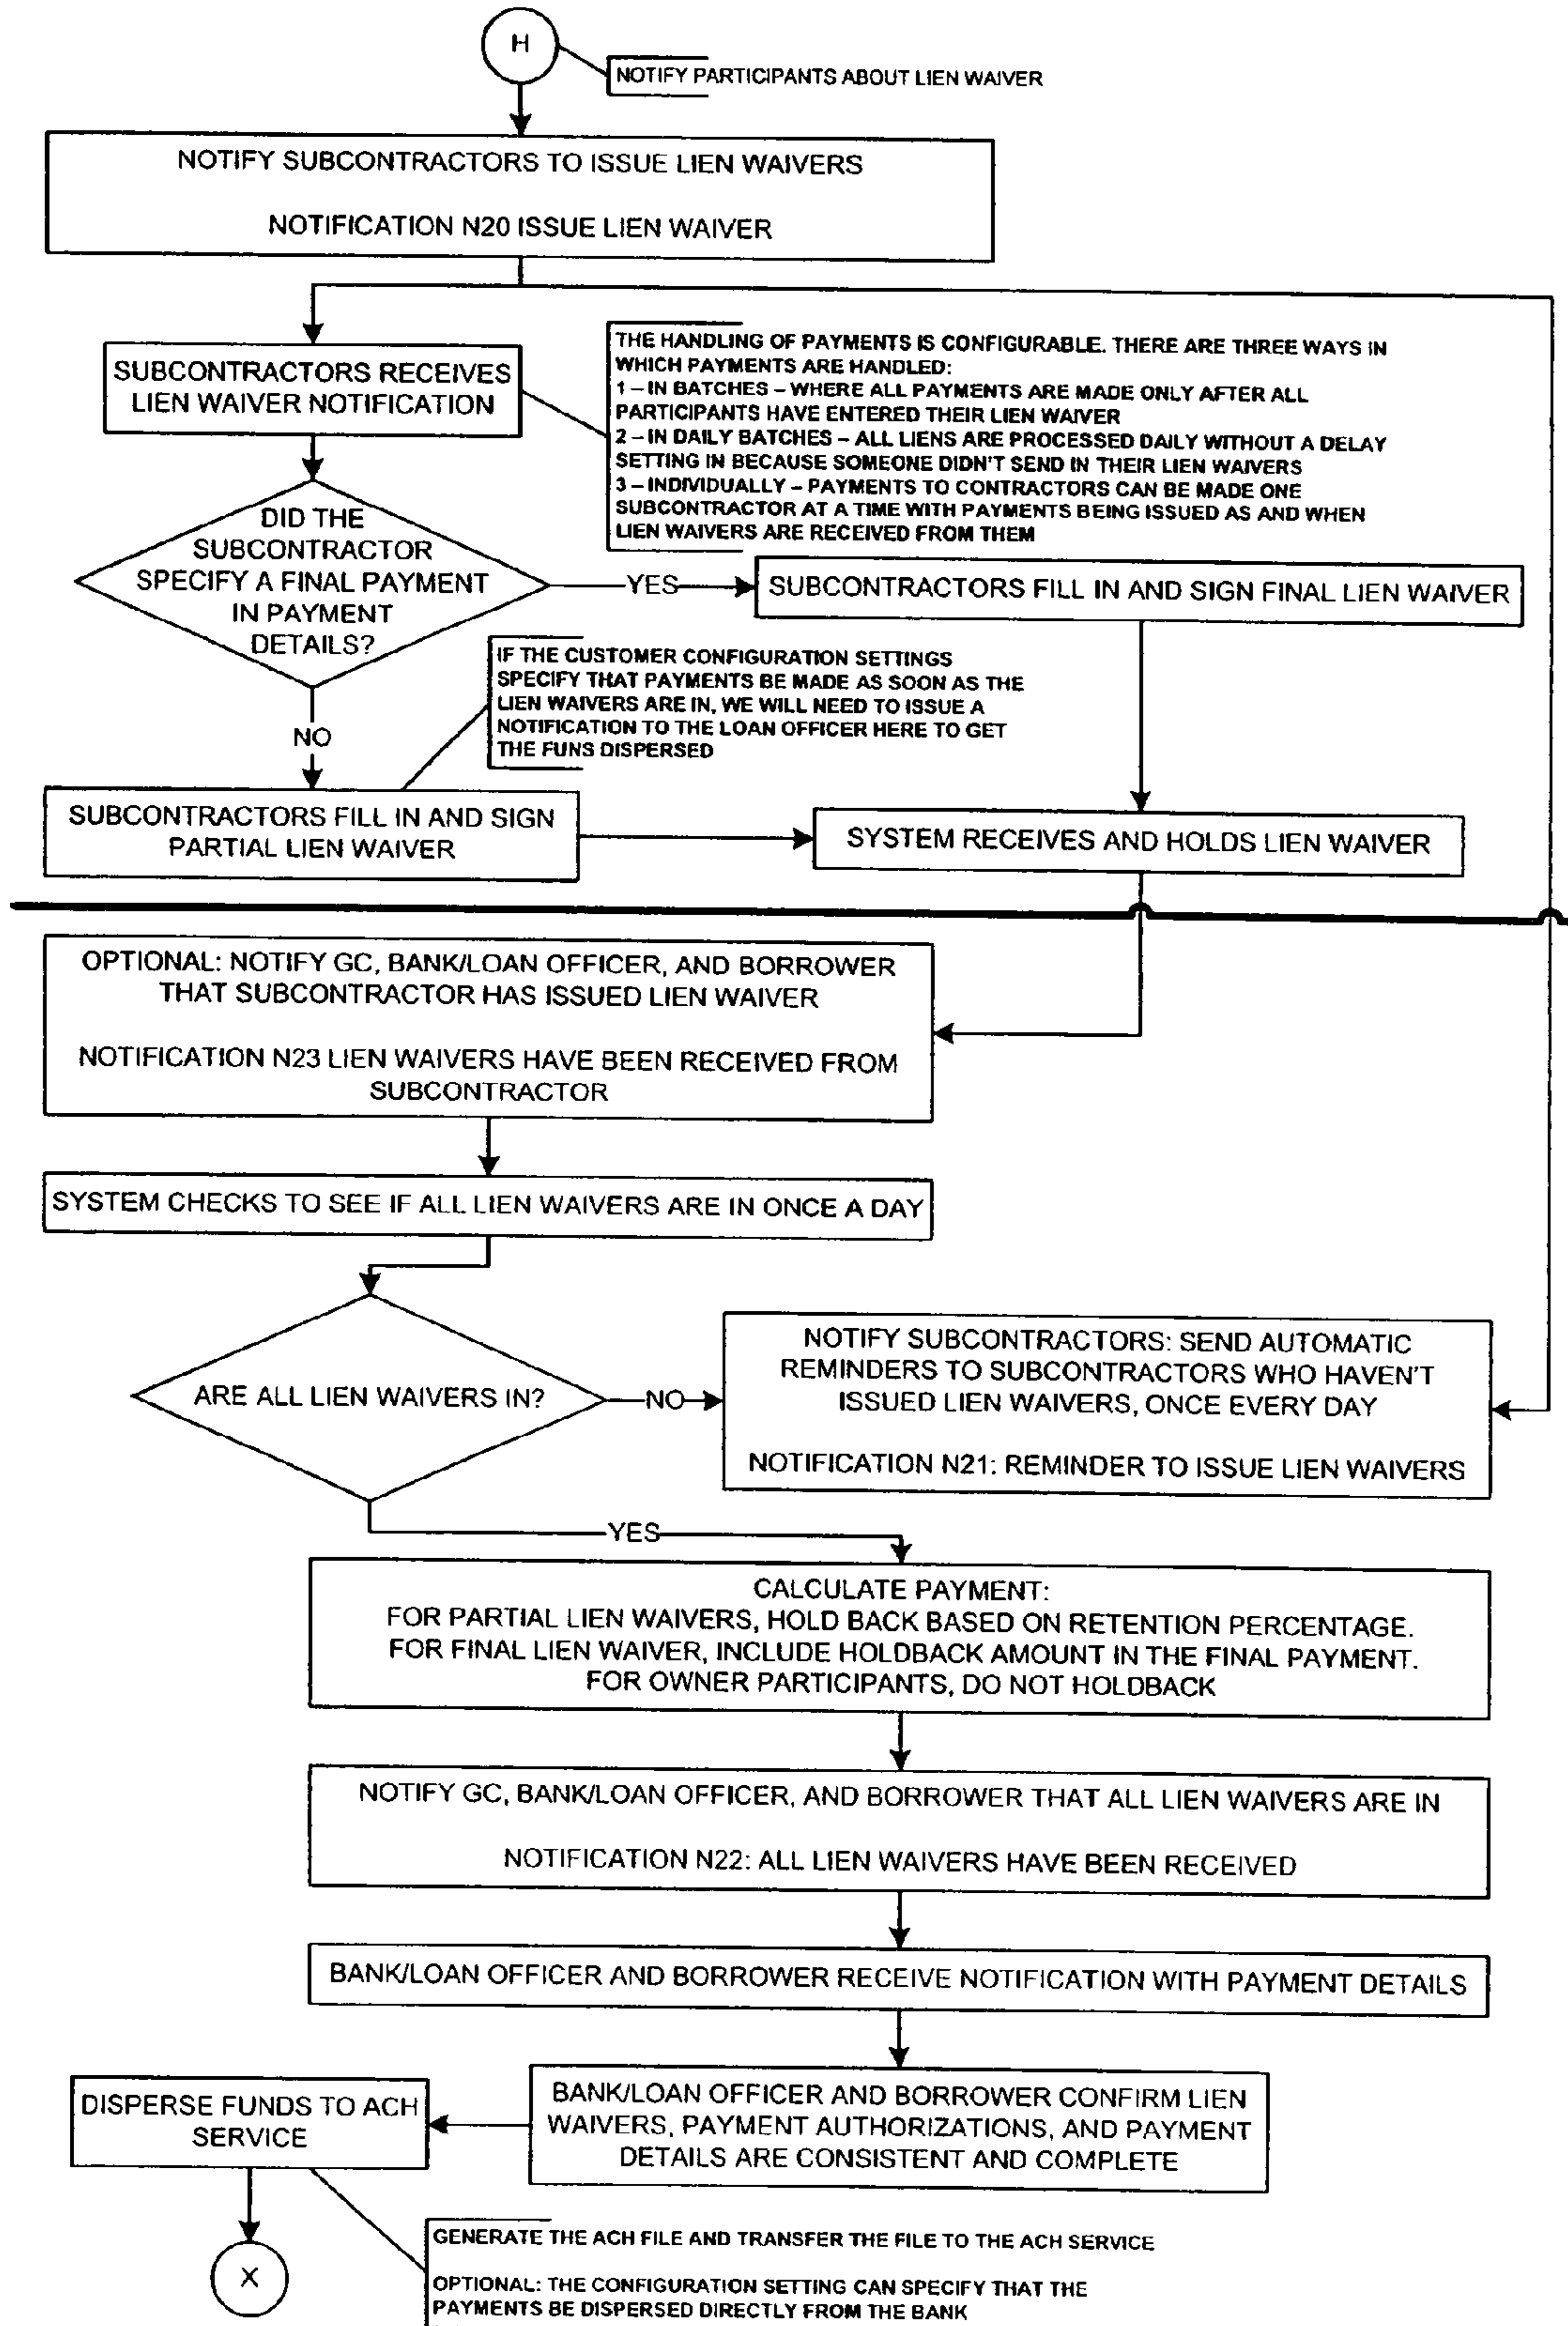 H
NOTIFY PARTICIPANTS ABOUT LIEN WAIVER
NOTIFY SUBCONTRACTORS TO ISSUE LIEN WAIVERS
NOTIFICATION N20 ISSUE LIEN WAIVER
SUBCONTRACTORS RECEIVES
LIEN WAIVER NOTIFICATION
THE HANDLING OF PAYMENTS IS CONFIGURABLE. THERE ARE THREE WAYS IN
WHICH PAYMENTS ARE HANDLED:
1 – IN BATCHES – WHERE ALL PAYMENTS ARE MADE ONLY AFTER ALL
PARTICIPANTS HAVE ENTERED THEIR LIEN WAIVER
2 – IN DAILY BATCHES – ALL LIENS ARE PROCESSED DAILY WITHOUT A DELAY
SETTING IN BECAUSE SOMEONE DIDN'T SEND IN THEIR LIEN WAIVERS
3 – INDIVIDUALLY – PAYMENTS TO CONTRACTORS CAN BE MADE ONE
SUBCONTRACTOR AT A TIME WITH PAYMENTS BEING ISSUED AS AND WHEN
LIEN WAIVERS ARE RECEIVED FROM THEM
DID THE
SUBCONTRACTOR
SPECIFY A FINAL PAYMENT
IN PAYMENT
DETAILS?
YES
SUBCONTRACTORS FILL IN AND SIGN FINAL LIEN WAIVER
IF THE CUSTOMER CONFIGURATION SETTINGS
SPECIFY THAT PAYMENTS BE MADE AS SOON AS THE
LIEN WAIVERS ARE IN, WE WILL NEED TO ISSUE A
NOTIFICATION TO THE LOAN OFFICER HERE TO GET
THE FUNS DISPERSED
NO
SUBCONTRACTORS FILL IN AND SIGN
PARTIAL LIEN WAIVER
SYSTEM RECEIVES AND HOLDS LIEN WAIVER
OPTIONAL: NOTIFY GC, BANK/LOAN OFFICER, AND BORROWER
THAT SUBCONTRACTOR HAS ISSUED LIEN WAIVER
NOTIFICATION N23 LIEN WAIVERS HAVE BEEN RECEIVED FROM
SUBCONTRACTOR
SYSTEM CHECKS TO SEE IF ALL LIEN WAIVERS ARE IN ONCE A DAY
ARE ALL LIEN WAIVERS IN?
NO
NOTIFY SUBCONTRACTORS: SEND AUTOMATIC
REMINDERS TO SUBCONTRACTORS WHO HAVEN'T
ISSUED LIEN WAIVERS, ONCE EVERY DAY
NOTIFICATION N21: REMINDER TO ISSUE LIEN WAIVERS
YES
CALCULATE PAYMENT:
FOR PARTIAL LIEN WAIVERS, HOLD BACK BASED ON RETENTION PERCENTAGE.
FOR FINAL LIEN WAIVER, INCLUDE HOLDBACK AMOUNT IN THE FINAL PAYMENT.
FOR OWNER PARTICIPANTS, DO NOT HOLDBACK
NOTIFY GC, BANK/LOAN OFFICER, AND BORROWER THAT ALL LIEN WAIVERS ARE IN
NOTIFICATION N22: ALL LIEN WAIVERS HAVE BEEN RECEIVED
BANK/LOAN OFFICER AND BORROWER RECEIVE NOTIFICATION WITH PAYMENT DETAILS
BANK/LOAN OFFICER AND BORROWER CONFIRM LIEN
WAIVERS, PAYMENT AUTHORIZATIONS, AND PAYMENT
DETAILS ARE CONSISTENT AND COMPLETE
DISPERSE FUNDS TO ACH
SERVICE
X
GENERATE THE ACH FILE AND TRANSFER THE FILE TO THE ACH SERVICE
OPTIONAL: THE CONFIGURATION SETTING CAN SPECIFY THAT THE
PAYMENTS BE DISPERSED DIRECTLY FROM THE BANK